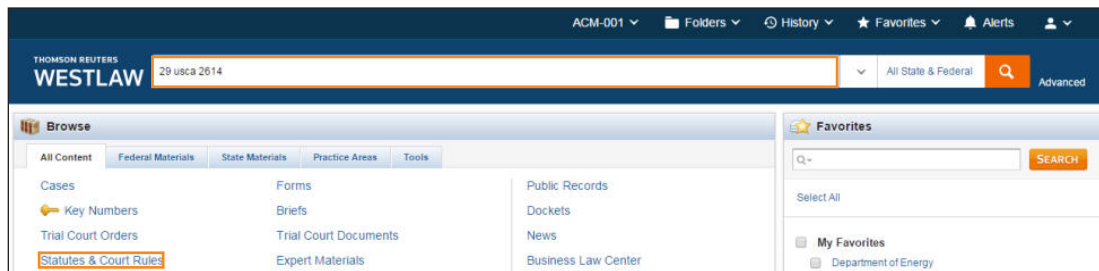 ACM-001 Folders History Favorites Alerts
THOMSON REUTERS
WESTLAW
29 usca 2614
All State & Federal
Advanced
Browse
All Content Federal Materials State Materials Practice Areas Tools
Cases Forms Public Records
Key Numbers Briefs Dockets
Trial Court Orders Trial Court Documents News
Statutes & Court Rules Expert Materials Business Law Center
Favorites
SEARCH
Select All
My Favorites
Department of Energy